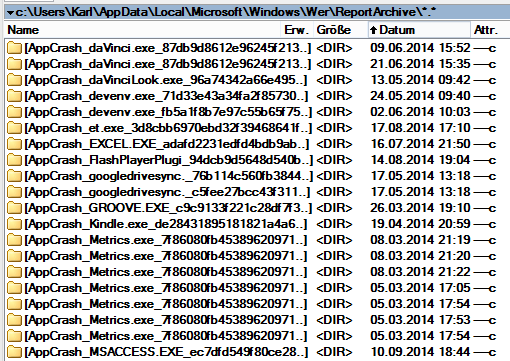 c:\Users\Karl\AppData\Local\Microsoft\Windows\Wer\ReportArchive\*.*
Name Erw. Größe Datum Attr.
[AppCrash_daVinci.exe_87db9d8612e96245f213..] <DIR> 09.06.2014 15:52 —c
[AppCrash_daVinci.exe_87db9d8612e96245f213..] <DIR> 21.06.2014 15:35 —c
[AppCrash_daVinciLook.exe_96a74342a66e495..] <DIR> 13.05.2014 09:42 —c
[AppCrash_devenv.exe_71d33e43a34fa2f85730..] <DIR> 24.05.2014 09:40 —c
[AppCrash_devenv.exe_fb5a1f8b7e97c55b65f75..] <DIR> 02.06.2014 10:03 —c
[AppCrash_et.exe_3d8cbb6970ebd32f39468641f..] <DIR> 17.08.2014 17:10 —c
[AppCrash_EXCEL.EXE_adafd2231edfd4bdb9ab..] <DIR> 16.07.2014 21:50 —c
[AppCrash_FlashPlayerPlugi_94dcb9d5648d540b..] <DIR> 14.08.2014 19:04 —c
[AppCrash_googledrivesync._76b114c560fb3844..] <DIR> 17.05.2014 13:18 —c
[AppCrash_googledrivesync._c5fee27bcc43f311..] <DIR> 17.05.2014 13:18 —c
[AppCrash_GROOVE.EXE_c9c9133f221c28df7f3..] <DIR> 26.03.2014 19:10 —c
[AppCrash_Kindle.exe_de28431895181821a4a6..] <DIR> 19.04.2014 20:59 —c
[AppCrash_Metrics.exe_7f86080fb45389620971..] <DIR> 08.03.2014 21:19 —c
[AppCrash_Metrics.exe_7f86080fb45389620971..] <DIR> 08.03.2014 21:20 —c
[AppCrash_Metrics.exe_7f86080fb45389620971..] <DIR> 08.03.2014 21:22 —c
[AppCrash_Metrics.exe_7f86080fb45389620971..] <DIR> 05.03.2014 17:05 —c
[AppCrash_Metrics.exe_7f86080fb45389620971..] <DIR> 05.03.2014 17:54 —c
[AppCrash_Metrics.exe_7f86080fb45389620971..] <DIR> 05.03.2014 17:53 —c
[AppCrash_Metrics.exe_7f86080fb45389620971..] <DIR> 05.03.2014 17:54 —c
[AppCrash_MSACCESS.EXE_ec7dfd549f80ce28..] <DIR> 10.09.2014 18:44 —c